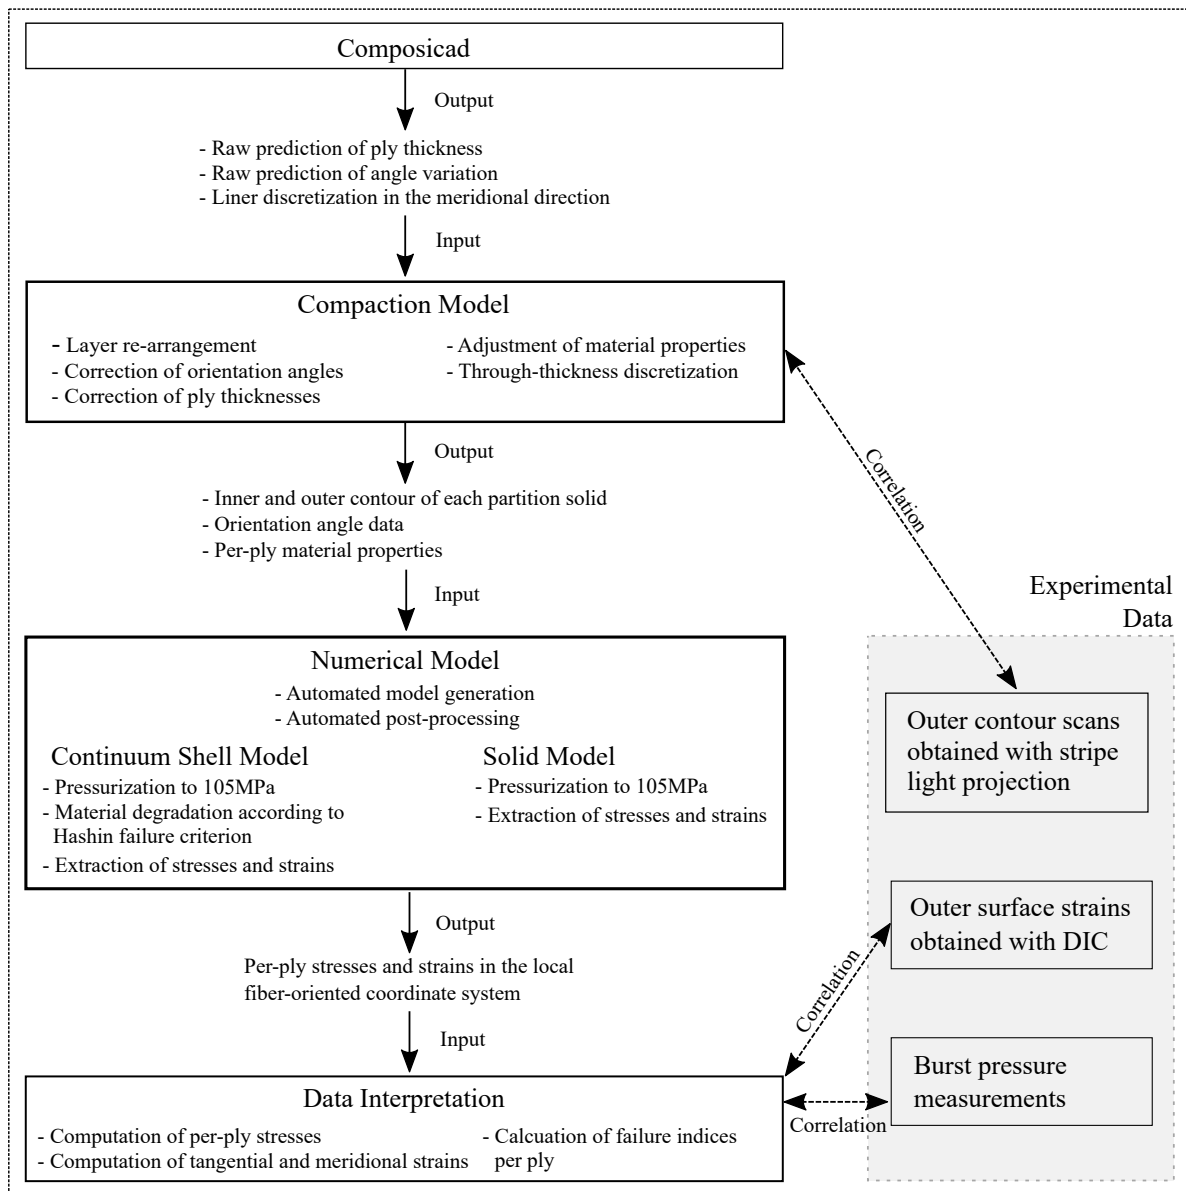 Composicad
Output
- Raw prediction of ply thickness
- Raw prediction of angle variation
- Liner discretization in the meridional direction
Input
Compaction Model
- Layer re-arrangement
- Correction of orientation angles
- Correction of ply thicknesses
- Adjustment of material properties
- Through-thickness discretization
Correlation
Output
- Inner and outer contour of each partition solid
- Orientation angle data
- Per-ply material properties
Input
Numerical Model
- Automated model generation
- Automated post-processing
Continuum Shell Model
- Pressurization to 105MPa
- Material degradation according to
Hashin failure criterion
- Extraction of stresses and strains
Solid Model
- Pressurization to 105MPa
- Extraction of stresses and strains
Output
Per-ply stresses and strains in the local
fiber-oriented coordinate system
Input
Data Interpretation
- Computation of per-ply stresses
- Computation of tangential and meridional strains
- Calcuation of failure indices
per ply
Experimental
Data
Outer contour scans
obtained with stripe
light projection
Outer surface strains
obtained with DIC
Correlation
Burst pressure
measurements
Correlation